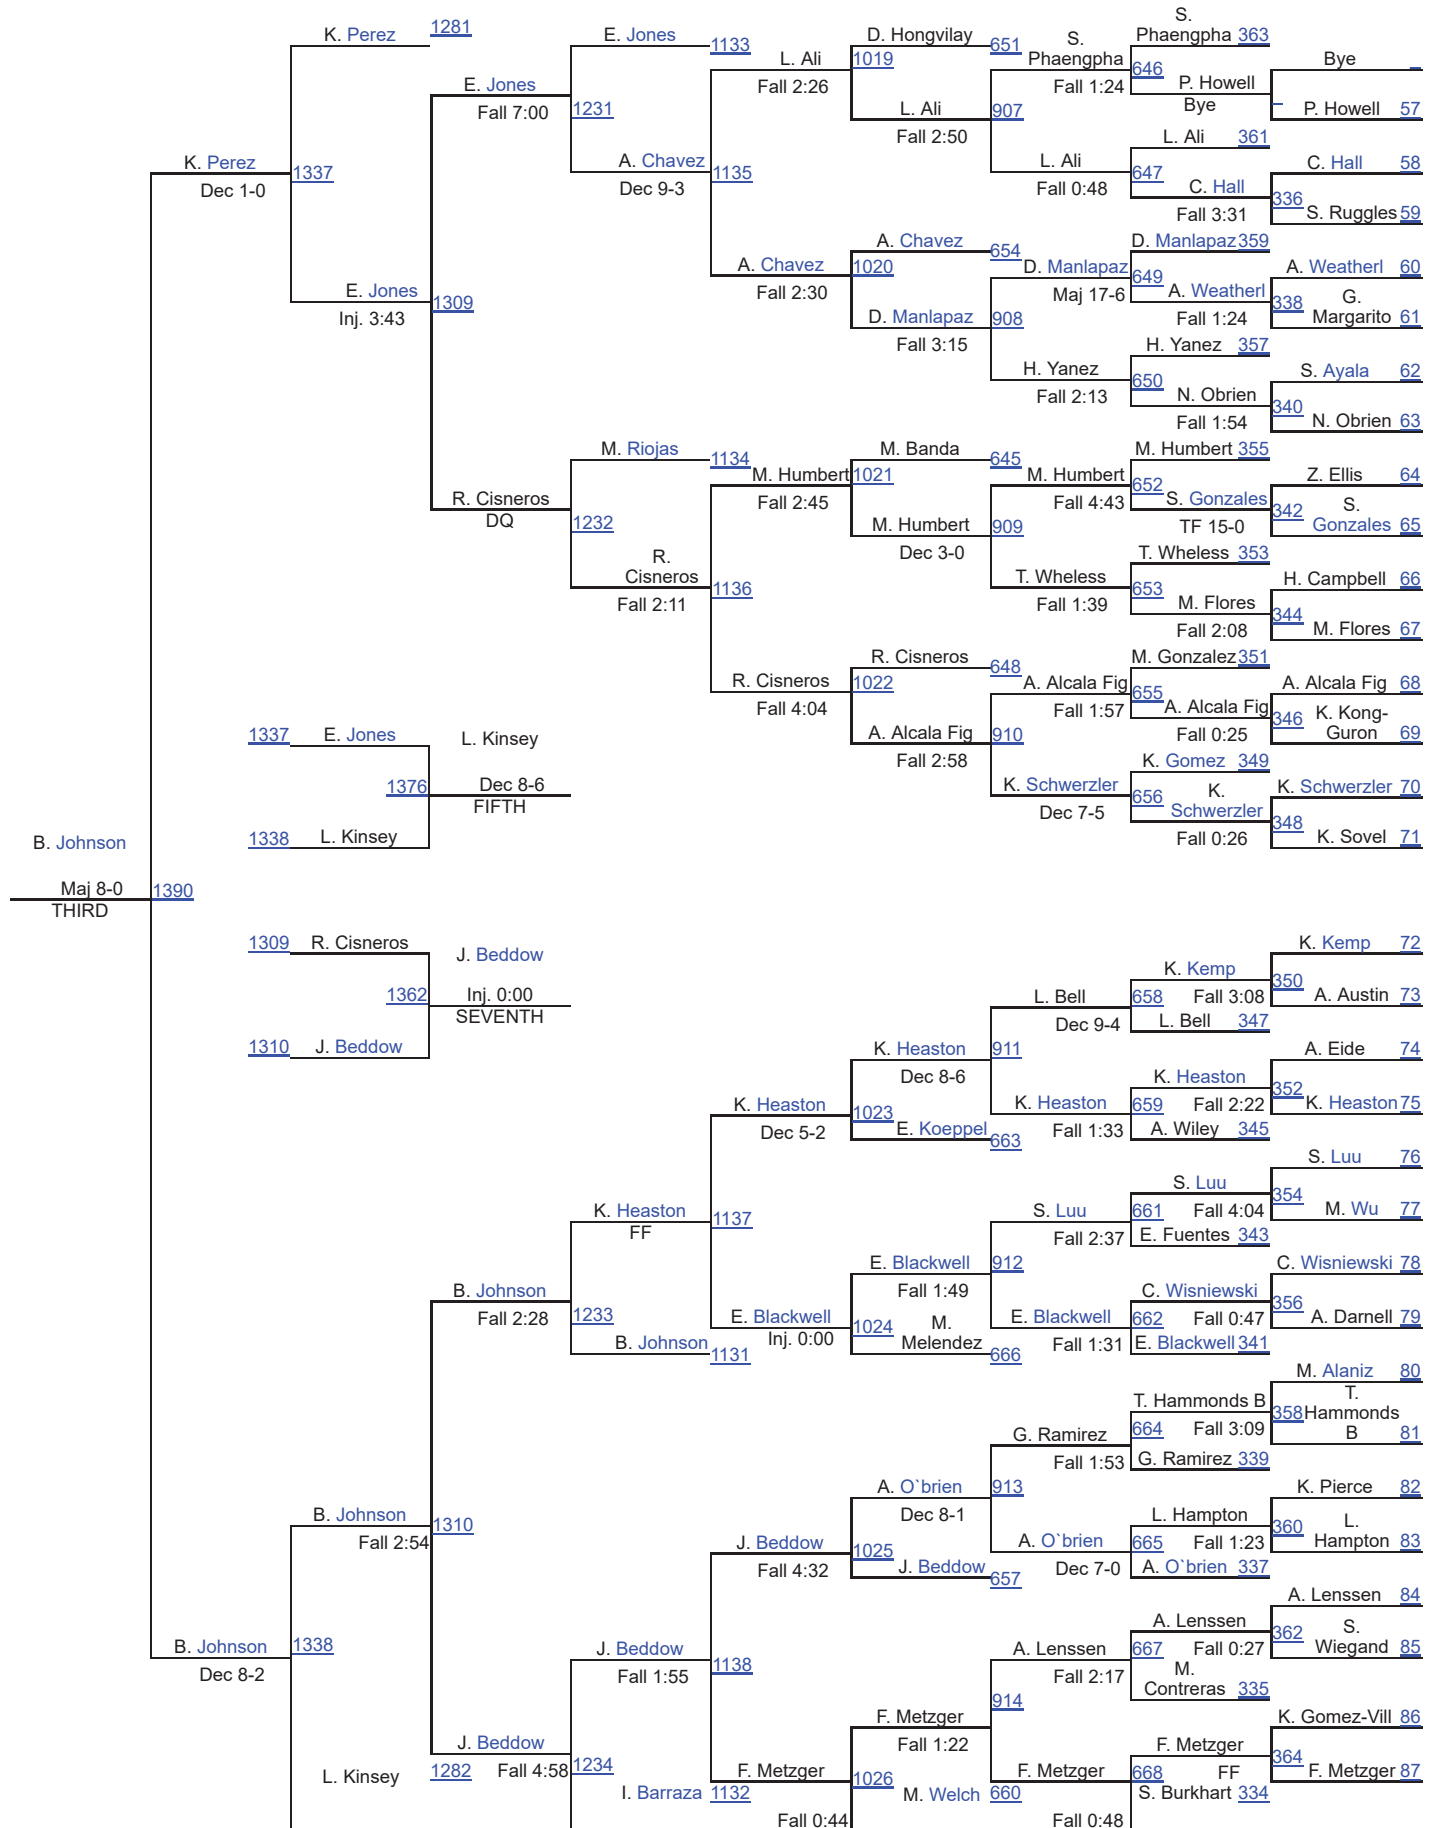 S.
K. Perez 1281 E. Jones 1133 D. Hongvilay 651 S. Phaengpha 363
L. Ali 1019 Phaengpha 646 Bye _
E. Jones Fall 2:26 Fall 1:24 P. Howell _
Fall 7:00 1231 L. Ali 907 Bye P. Howell 57
Fall 2:50 L. Ali 361
K. Perez 1337 A. Chavez 1135 L. Ali 647 C. Hall 58
Dec 1-0 Dec 9-3 Fall 0:48 C. Hall 336
Fall 3:31 S. Ruggles 59
A. Chavez 654 D. Manlapaz 359
A. Chavez 1020 D. Manlapaz 649 A. Weatherl 60
E. Jones 1309 Fall 2:30 Maj 17-6 A. Weatherl 338 G.
Inj. 3:43 D. Manlapaz 908 Fall 1:24 Margarito 61
Fall 3:15 H. Yanez 357
H. Yanez 650 S. Ayala 62
Fall 2:13 N. Obrien 340
Fall 1:54 N. Obrien 63
M. Riojas 1134 M. Banda 645 M. Humbert 355
M. Humbert 1021 M. Humbert 652 Z. Ellis 64
R. Cisneros Fall 2:45 Fall 4:43 S. Gonzales 342 S.
DQ 1232 M. Humbert 909 TF 15-0 Gonzales 65
R. Dec 3-0 T. Wheless 353
Cisneros 1136 T. Wheless 653 H. Campbell 66
Fall 2:11 Fall 1:39 M. Flores 344
Fall 2:08 M. Flores 67
R. Cisneros 648 M. Gonzalez 351
R. Cisneros 1022 A. Alcala Fig 655 A. Alcala Fig 68
Fall 4:04 Fall 1:57 A. Alcala Fig 346 K. Kong-
1337 E. Jones L. Kinsey A. Alcala Fig 910 Fall 0:25 Guron 69
Fall 2:58 K. Gomez 349
1376 Dec 8-6 K. Schwerzler 656 K. K. Schwerzler 70
FIFTH Dec 7-5 Schwerzler 348
1338 L. Kinsey Fall 0:26 K. Sovel 71
B. Johnson
Maj 8-0 1390
THIRD
1309 R. Cisneros J. Beddow K. Kemp 72
K. Kemp 350
1362 Inj. 0:00 L. Bell 658 Fall 3:08 A. Austin 73
SEVENTH Dec 9-4 L. Bell 347
1310 J. Beddow K. Heaston 911 A. Eide 74
Dec 8-6 K. Heaston 352
K. Heaston 1023 K. Heaston 659 Fall 2:22 K. Heaston 75
Dec 5-2 E. Koeppel 663 Fall 1:33 A. Wiley 345
S. Luu 76
S. Luu 354
K. Heaston 1137 S. Luu 661 Fall 4:04 M. Wu 77
FF Fall 2:37 E. Fuentes 343
E. Blackwell 912 C. Wisniewski 78
B. Johnson Fall 1:49 C. Wisniewski 356
Fall 2:28 1233 E. Blackwell 1024 M. E. Blackwell 662 Fall 0:47 A. Darnell 79
B. Johnson 1131 Inj. 0:00 Melendez 666 Fall 1:31 E. Blackwell 341
M. Alaniz 80
T. Hammonds B 358 T.
Hammonds
G. Ramirez 664 Fall 3:09 B 81
Fall 1:53 G. Ramirez 339
A. O`brien 913 K. Pierce 82
B. Johnson 1310 Dec 8-1 L. Hampton 360 L.
Fall 2:54 J. Beddow 1025 A. O`brien 665 Fall 1:23 Hampton 83
Fall 4:32 J. Beddow 657 Dec 7-0 A. O`brien 337
A. Lenssen 84
A. Lenssen 362 S.
B. Johnson 1338 J. Beddow 1138 A. Lenssen 667 Fall 0:27 Wiegand 85
Dec 8-2 Fall 1:55 Fall 2:17 M.
Contreras 335
914
F. Metzger K. Gomez-Vill 86
J. Beddow Fall 1:22 F. Metzger 364
L. Kinsey 1282 Fall 4:58 1234 F. Metzger 1026 F. Metzger 668 FF F. Metzger 87
I. Barraza 1132 M. Welch 660 S. Burkhart 334
Fall 0:44 Fall 0:48